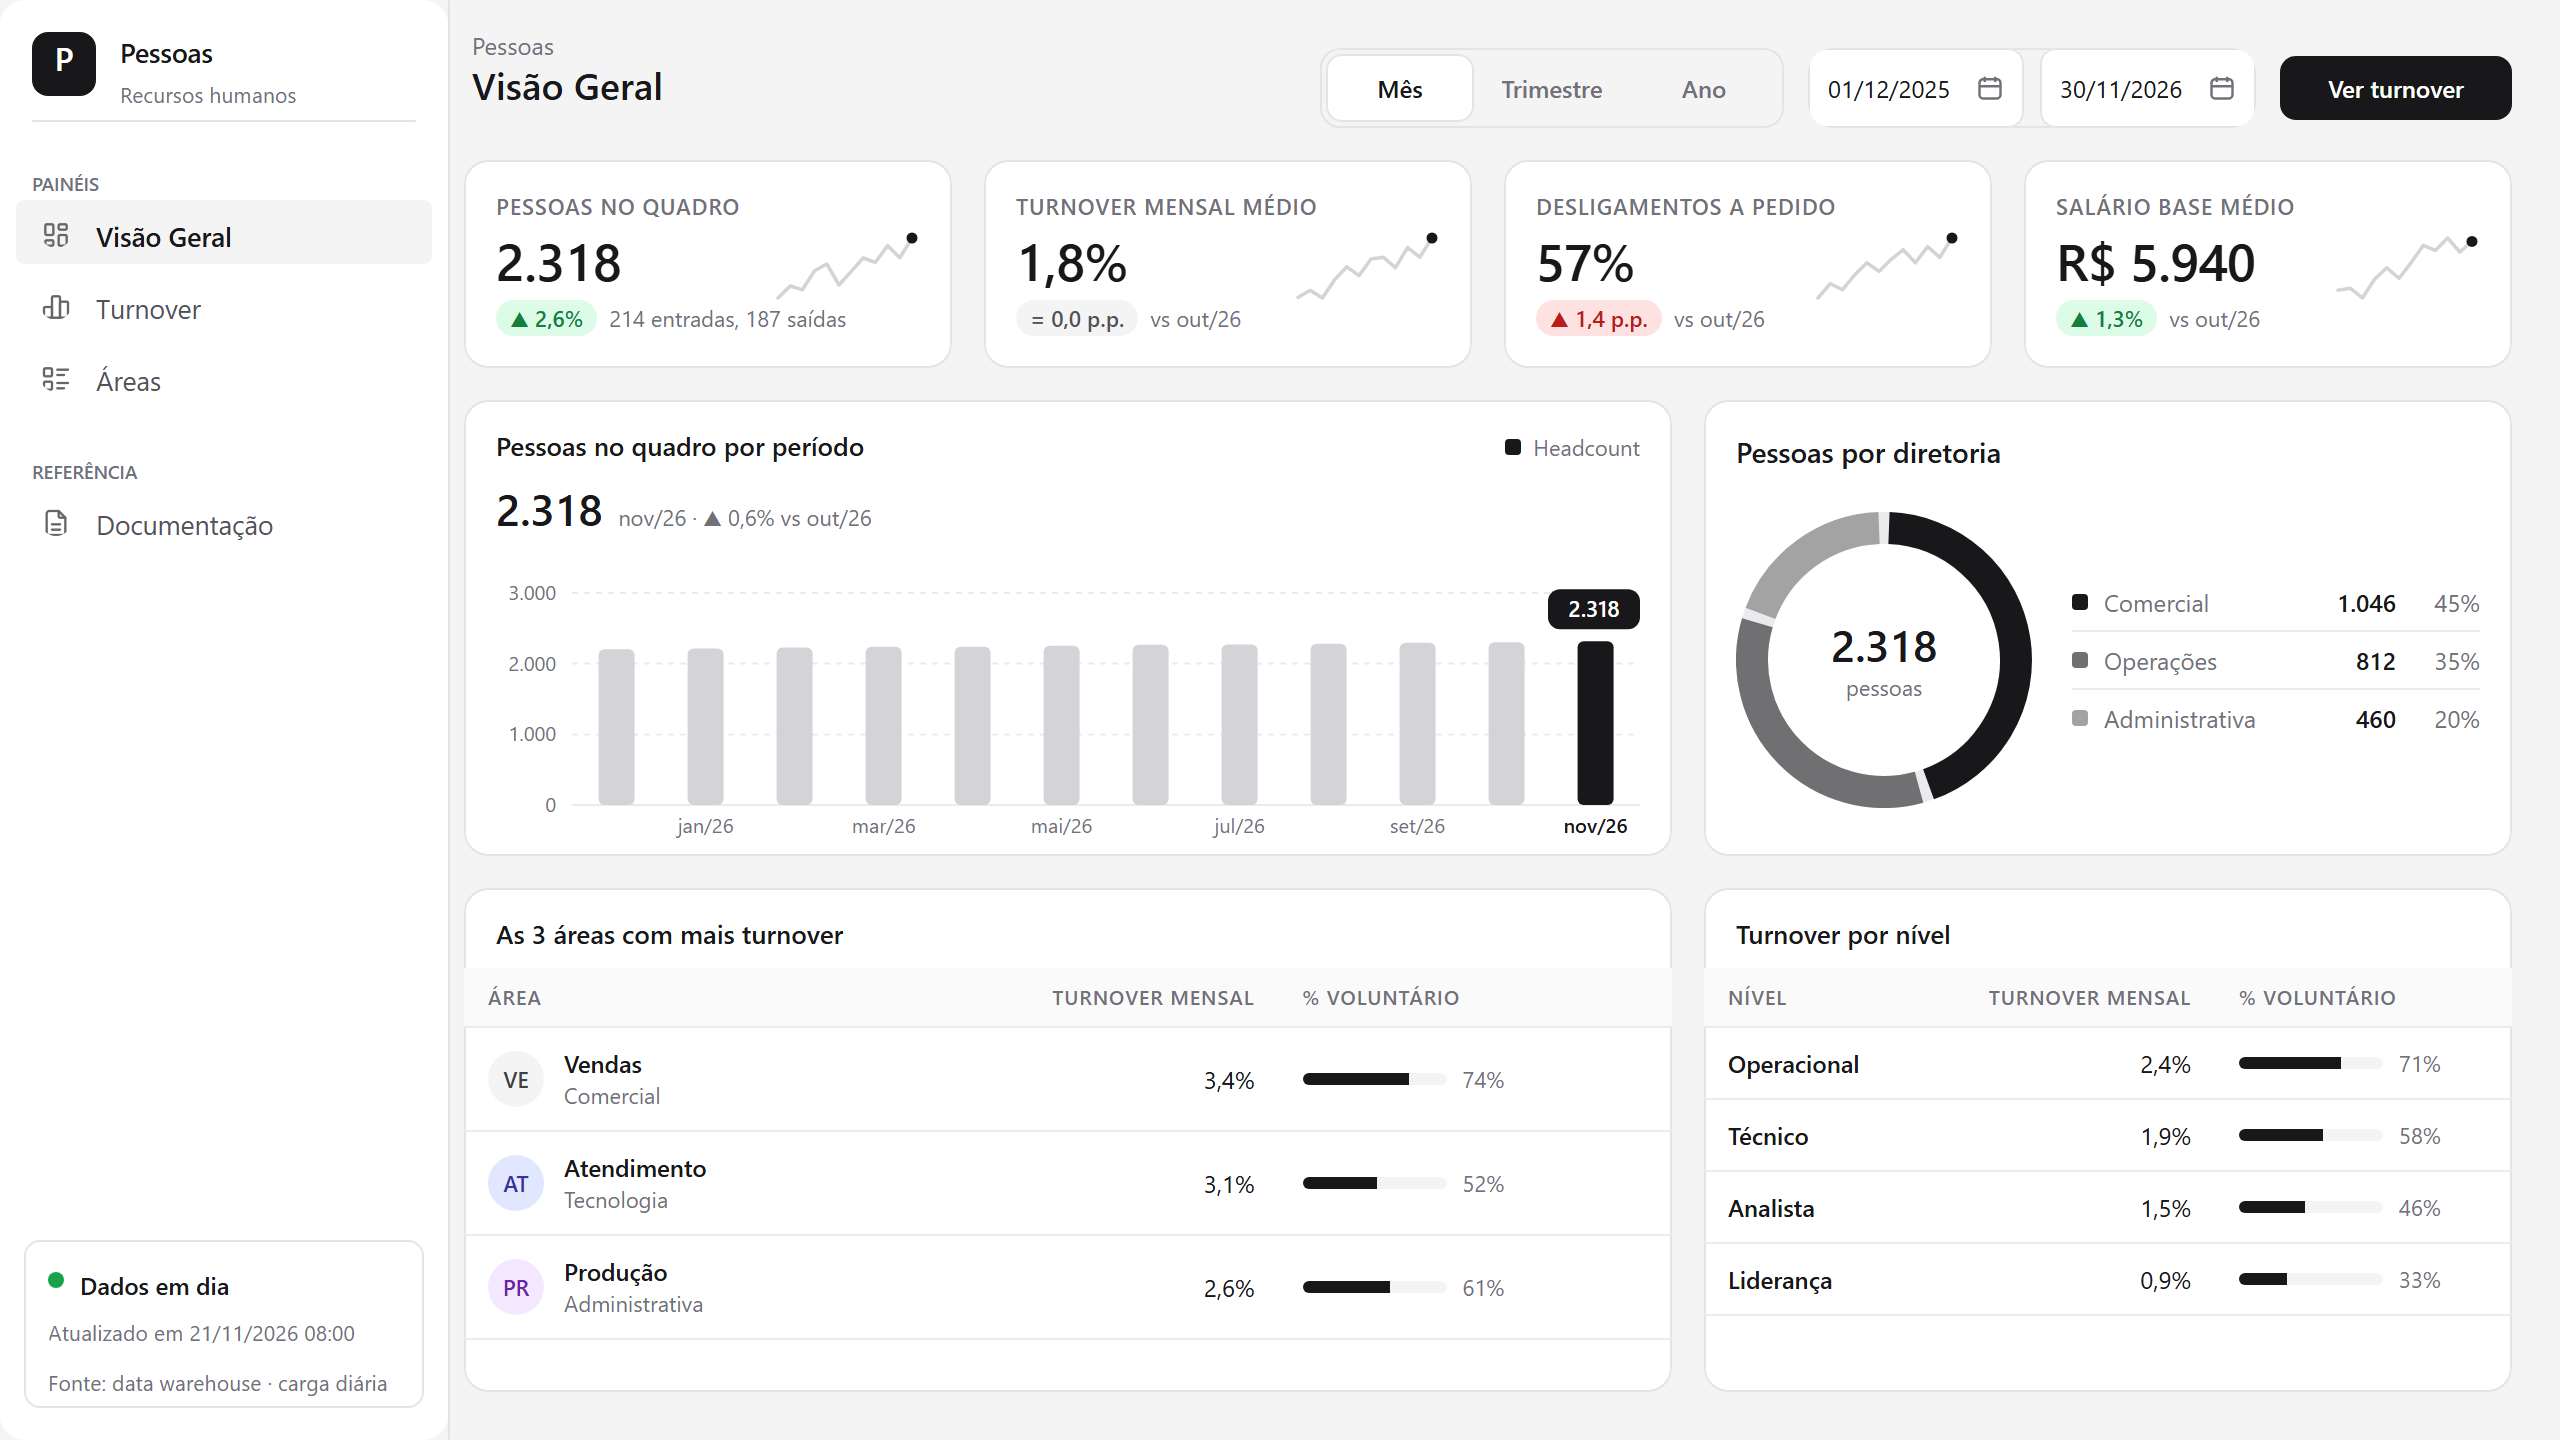 P
Pessoas
Recursos humanos
PAINÉIS
Visão Geral
Turnover
Áreas
REFERÊNCIA
Documentação
Dados em dia
Atualizado em 21/11/2026 08:00
Fonte: data warehouse · carga diária
Pessoas
Visão Geral
Mês Trimestre Ano
01/12/2025
30/11/2026
Ver turnover
PESSOAS NO QUADRO
2.318
▲ 2,6% 214 entradas, 187 saídas
TURNOVER MENSAL MÉDIO
1,8%
= 0,0 p.p. vs out/26
DESLIGAMENTOS A PEDIDO
57%
▲ 1,4 p.p. vs out/26
SALÁRIO BASE MÉDIO
R$ 5.940
▲ 1,3% vs out/26
Pessoas no quadro por período
Headcount
2.318 nov/26 · ▲ 0,6% vs out/26
3.000
2.000
1.000
0
2.318
jan/26 mar/26 mai/26 jul/26 set/26 nov/26
Pessoas por diretoria
2.318
pessoas
Comercial 1.046 45%
Operações 812 35%
Administrativa 460 20%
As 3 áreas com mais turnover
ÁREA TURNOVER MENSAL % VOLUNTÁRIO
VE Vendas 3,4% 74%
Comercial
AT Atendimento 3,1% 52%
Tecnologia
PR Produção 2,6% 61%
Administrativa
Turnover por nível
NÍVEL TURNOVER MENSAL % VOLUNTÁRIO
Operacional 2,4% 71%
Técnico 1,9% 58%
Analista 1,5% 46%
Liderança 0,9% 33%